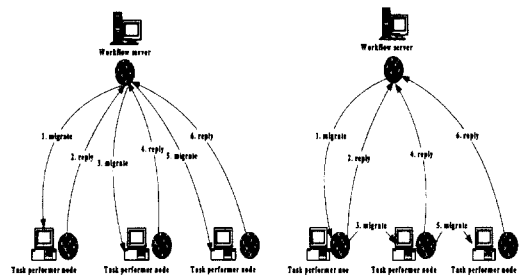 Workflow server
1. migrate
2. reply
3. migrate
4. reply
5. migrate
6. reply
Task performer node
Task performer node
Task performer node
Workflow server
1. migrate
2. reply
4. reply
6. reply
3. migrate
5. migrate
Task performer noe
Task performer node
Task performer node